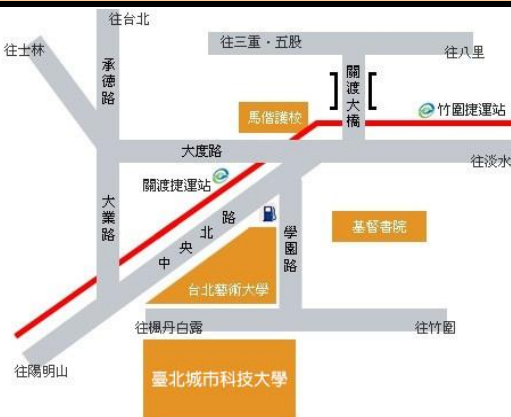 往台北
往士林
承德路
往三重・五股
往八里
關渡大橋
馬偕護校
竹圍捷運站
大度路
往淡水
關渡捷運站
大業路
中央北路
學園路
基督書院
台北藝術大學
往楓丹白露
往竹圍
往陽明山
臺北城市科技大學